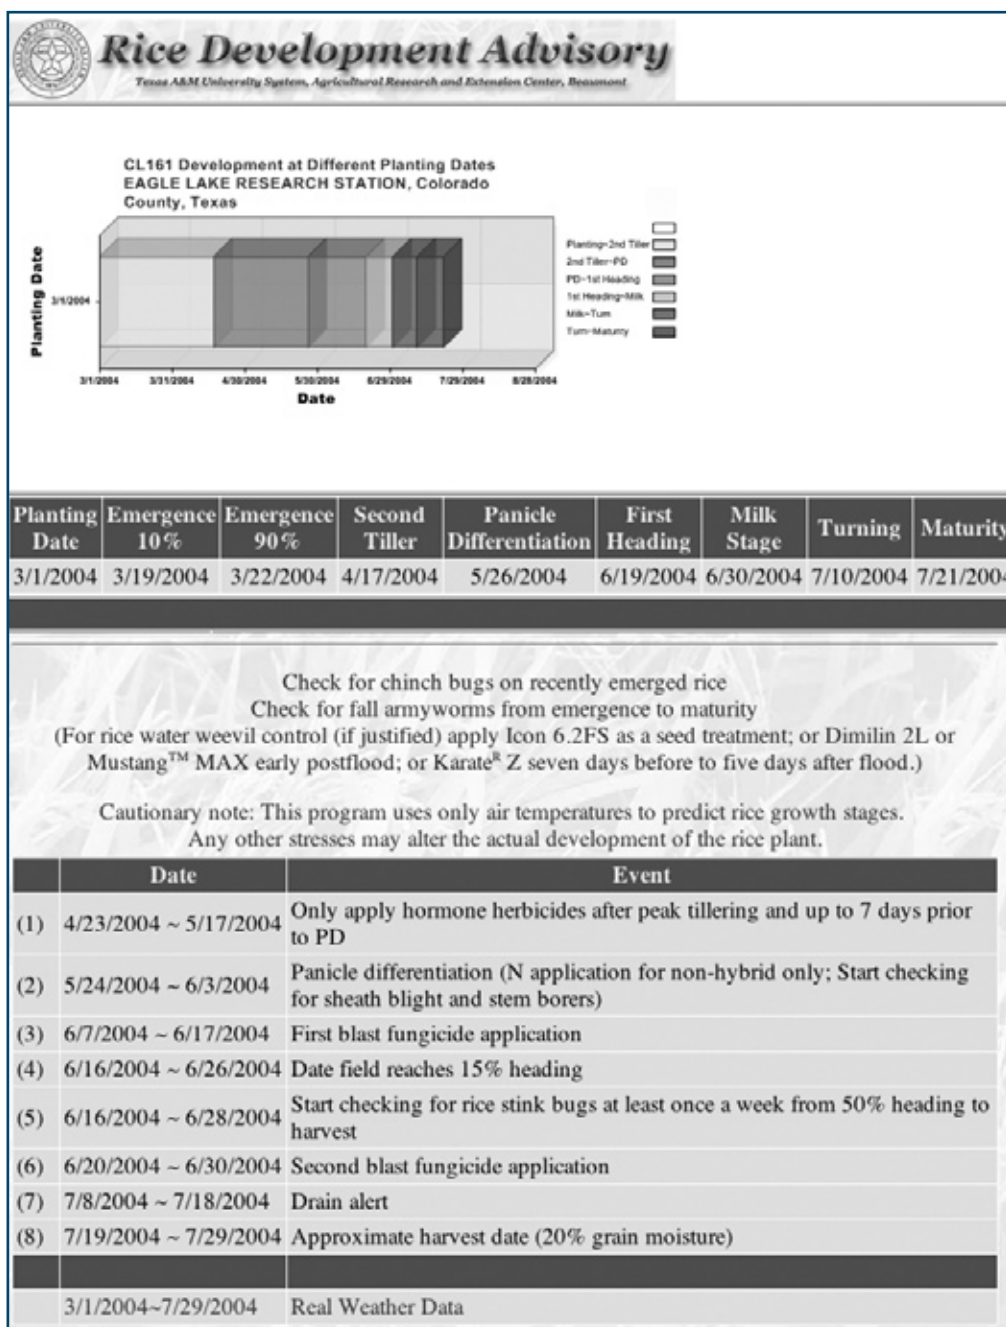 Rice Development Advisory
Texas A&M University System, Agricultural Research and Extension Center, Beaumont
CL161 Development at Different Planting Dates
EAGLE LAKE RESEARCH STATION, Colorado
County, Texas
Planting Date
3/1/2004
3/1/2004 3/31/2004 4/30/2004 5/30/2004 6/29/2004 7/29/2004 8/28/2004
Date
Planting-2nd Tiller
2nd Tiller-PD
PD-1st Heading
1st Heading-Milk
Milk-Turn
Turn-Maturity
Planting Date Emergence 10% Emergence 90% Second Tiller Panicle Differentiation First Heading Milk Stage Turning Maturity
3/1/2004 3/19/2004 3/22/2004 4/17/2004 5/26/2004 6/19/2004 6/30/2004 7/10/2004 7/21/2004
Check for chinch bugs on recently emerged rice
Check for fall armyworms from emergence to maturity
(For rice water weevil control (if justified) apply Icon 6.2FS as a seed treatment; or Dimilin 2L or
Mustang™ MAX early postflood; or Karateᴿ Z seven days before to five days after flood.)
Cautionary note: This program uses only air temperatures to predict rice growth stages.
Any other stresses may alter the actual development of the rice plant.
Date Event
(1) 4/23/2004 ~ 5/17/2004 Only apply hormone herbicides after peak tillering and up to 7 days prior
to PD
(2) 5/24/2004 ~ 6/3/2004 Panicle differentiation (N application for non-hybrid only; Start checking
for sheath blight and stem borers)
(3) 6/7/2004 ~ 6/17/2004 First blast fungicide application
(4) 6/16/2004 ~ 6/26/2004 Date field reaches 15% heading
(5) 6/16/2004 ~ 6/28/2004 Start checking for rice stink bugs at least once a week from 50% heading to
harvest
(6) 6/20/2004 ~ 6/30/2004 Second blast fungicide application
(7) 7/8/2004 ~ 7/18/2004 Drain alert
(8) 7/19/2004 ~ 7/29/2004 Approximate harvest date (20% grain moisture)
3/1/2004~7/29/2004 Real Weather Data